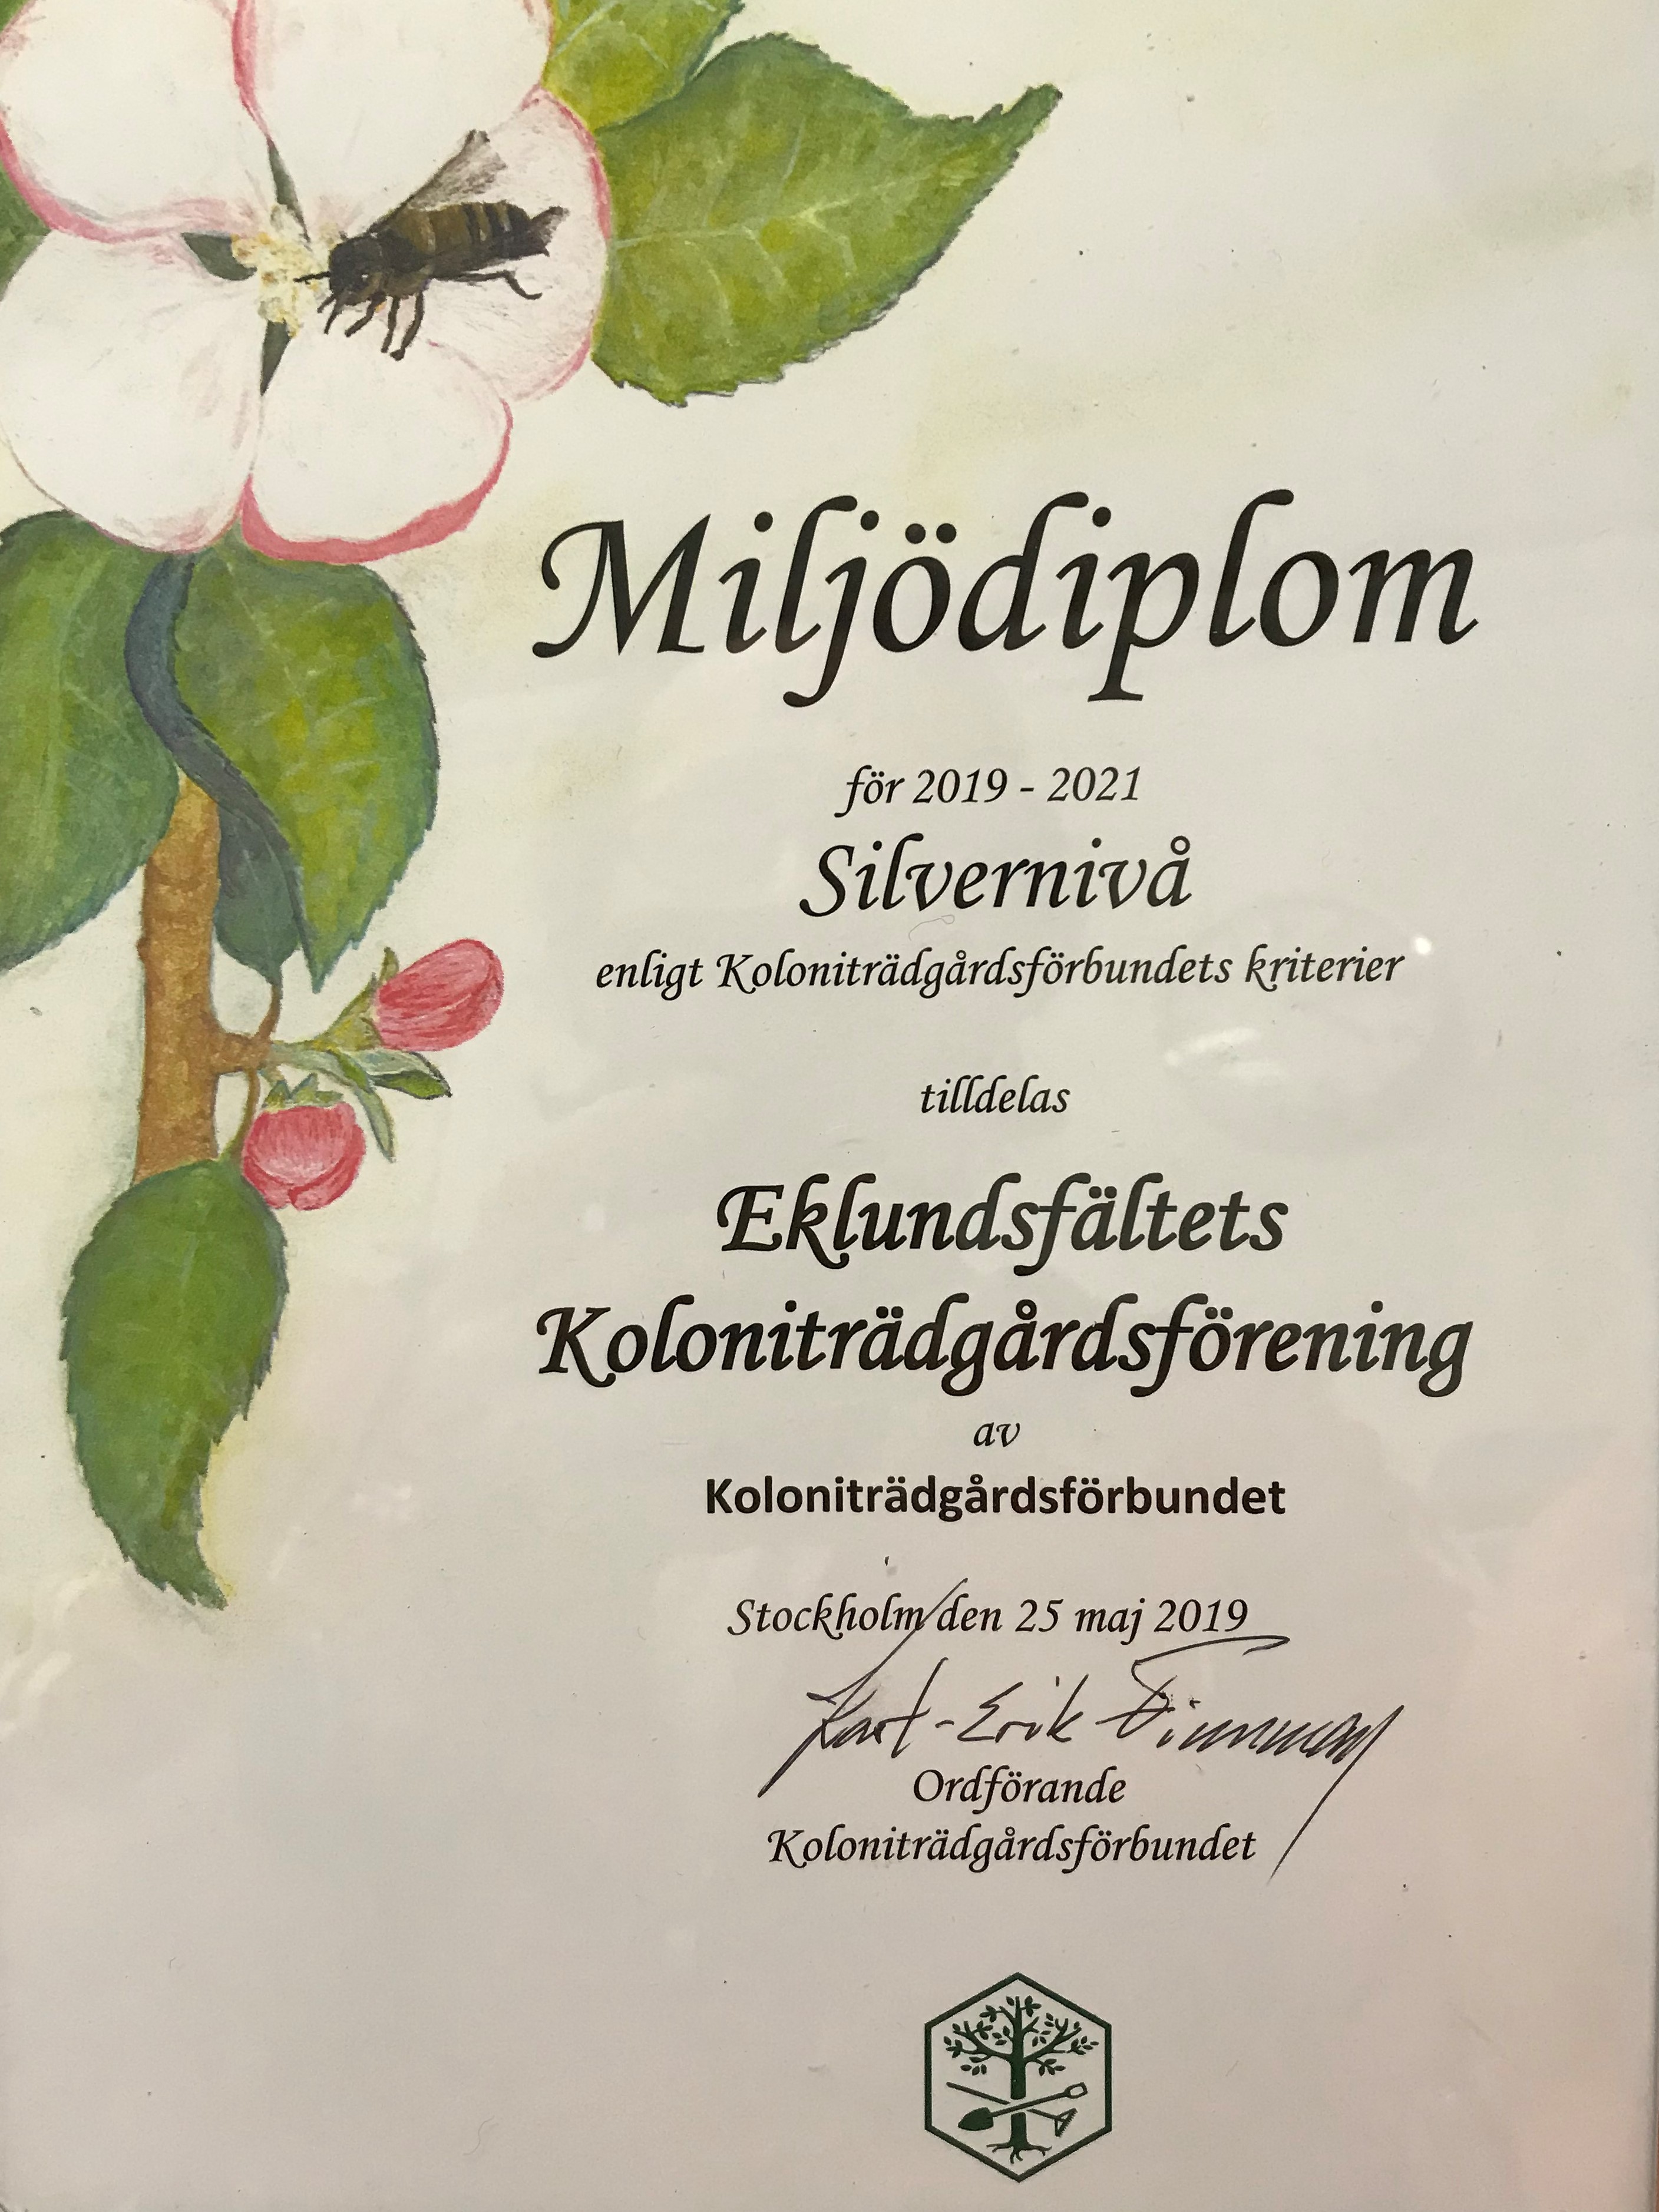 Miljödiplom
för 2019 - 2021
Silvernivå
enligt Koloniträdgårdsförbundets kriterier
tilldelas
Eklundsfältets
Koloniträdgårdsförening
av
Koloniträdgårdsförbundet
Stockholm den 25 maj 2019
-Erik
Ordförande
Koloniträdgårdsförbundet